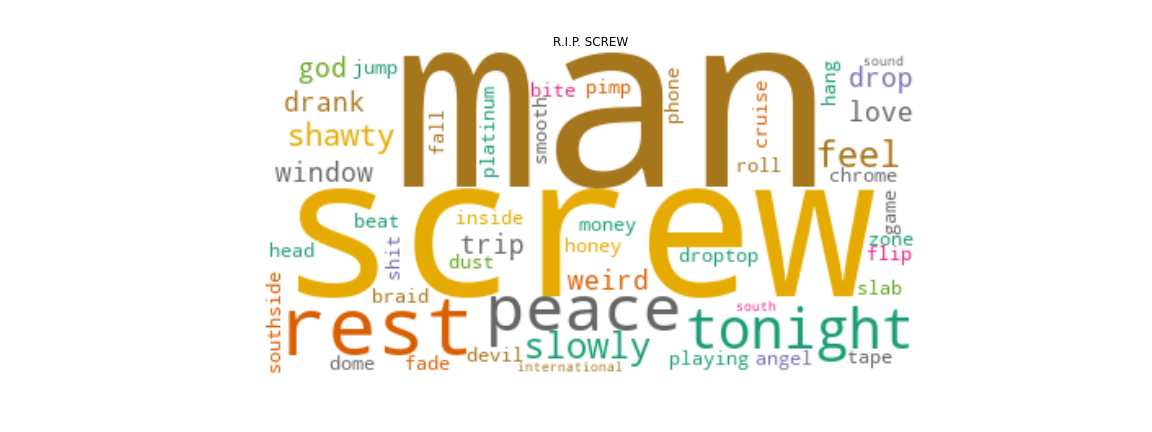 R.I.P. SCREW
man
god
jump
sound
drop
hang
bite
pimp
phone
drank
fall
platinum
smooth
cruise
love
shawty
window
roll
feel
chrome
screw
game
beat
inside
money
head
shit
trip
honey
zone
flip
dust
droptop
weird
slab
southside
braid
rest
peace
south
tonight
slowly
dome
fade
devil
international
playing
angel
tape